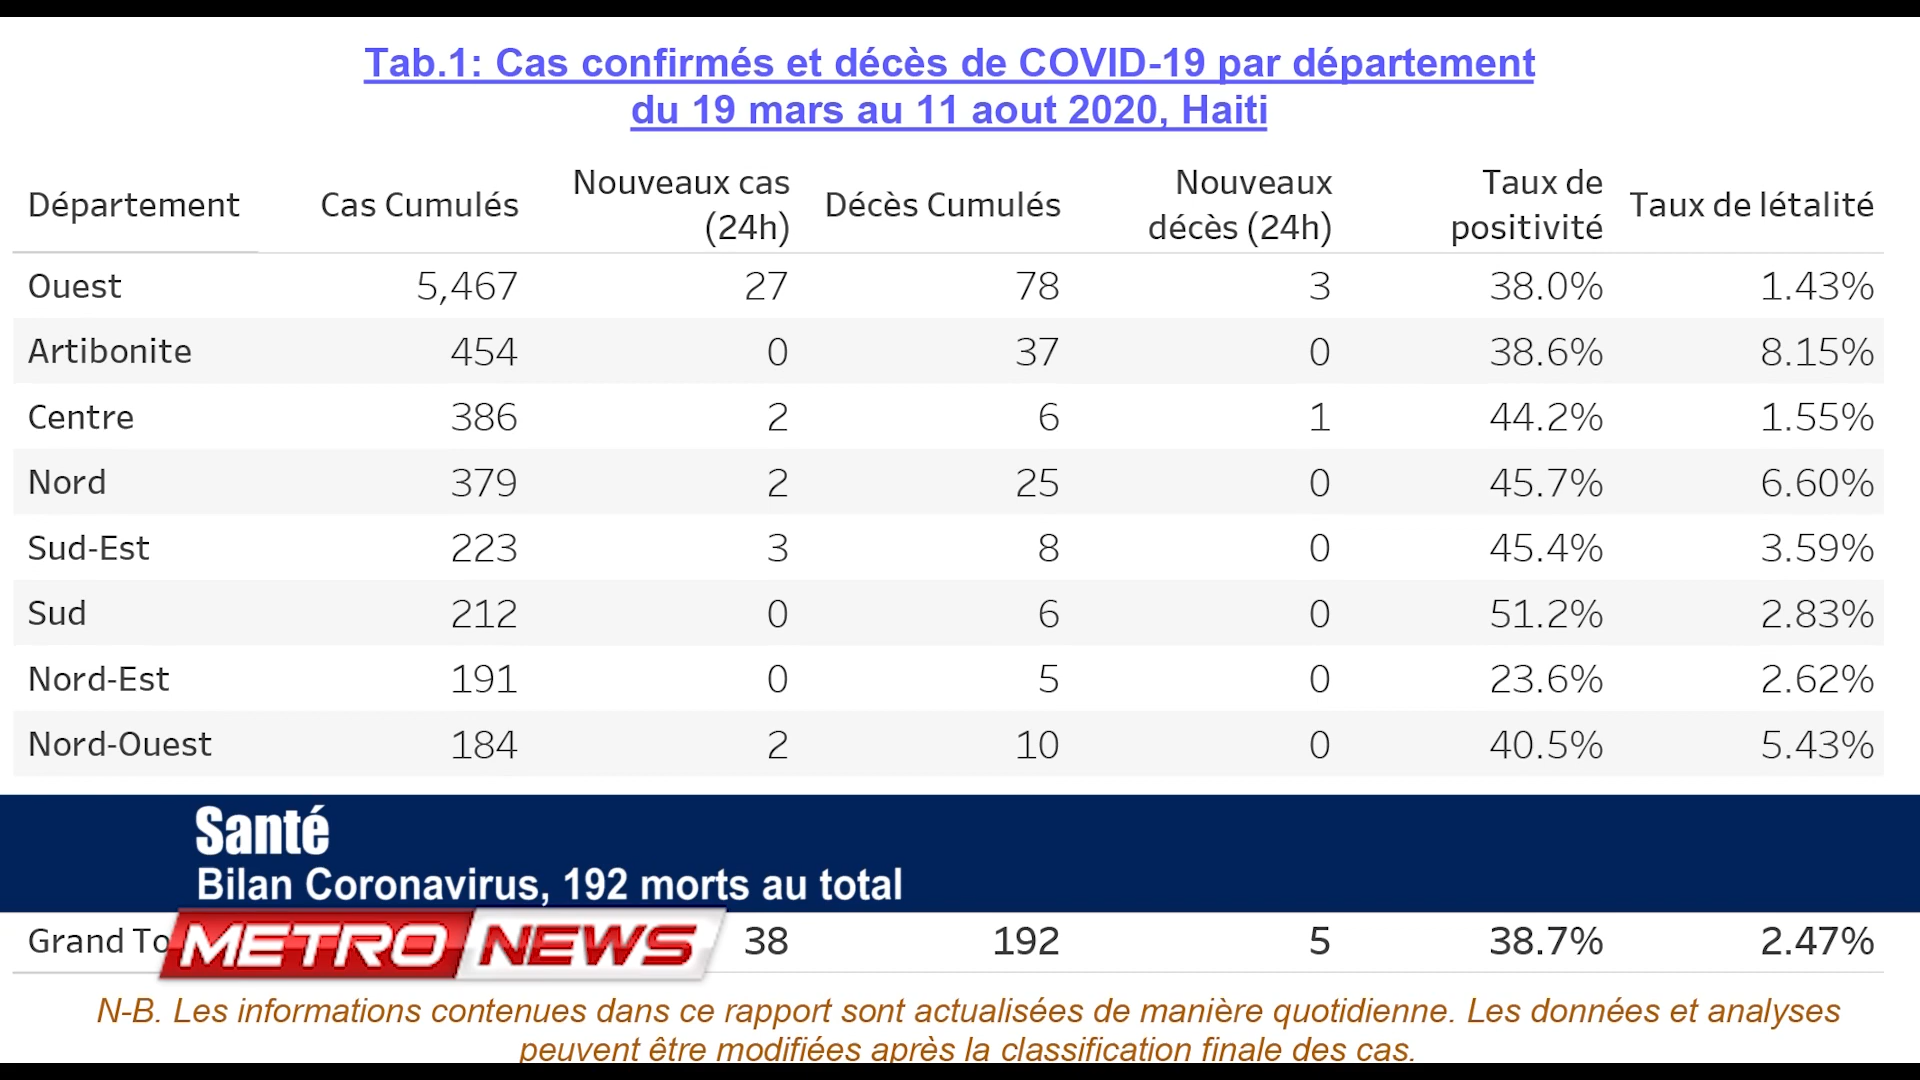 Tab.1: Cas confirmés et décès de COVID-19 par département
du 19 mars au 11 aout 2020, Haiti
Département Cas Cumulés Nouveaux cas (24h) Décès Cumulés Nouveaux décès (24h) Taux de positivité Taux de létalité
Ouest 5,467 27 78 3 38.0% 1.43%
Artibonite 454 0 37 0 38.6% 8.15%
Centre 386 2 6 1 44.2% 1.55%
Nord 379 2 25 0 45.7% 6.60%
Sud-Est 223 3 8 0 45.4% 3.59%
Sud 212 0 6 0 51.2% 2.83%
Nord-Est 191 0 5 0 23.6% 2.62%
Nord-Ouest 184 2 10 0 40.5% 5.43%
Santé
Bilan Coronavirus, 192 morts au total
Grand 38 192 5 38.7% 2.47%
METRO NEWS
N-B. Les informations contenues dans ce rapport sont actualisées de manière quotidienne. Les données et analyses
peuvent être modifiées après la classification finale des cas.